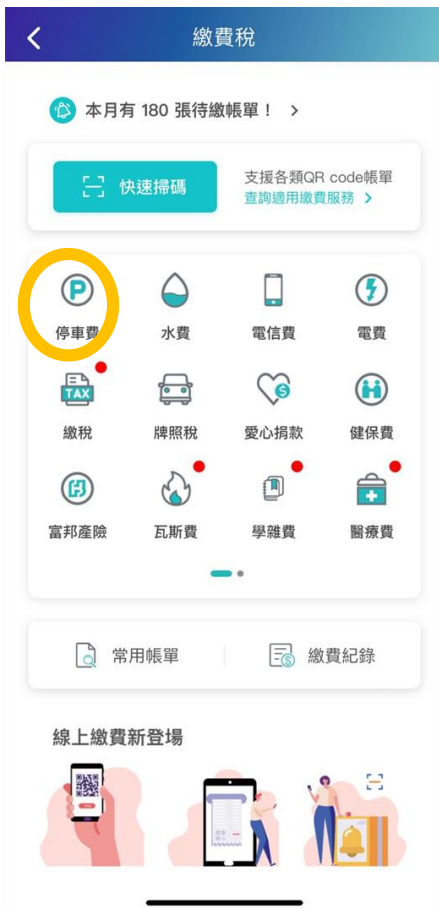 繳費稅
本月有 180 張待繳帳單！ >
快速掃碼
支援各類QR code帳單
查詢適用繳費服務 >
停車費 水費 電信費 電費
TAX
繳稅 牌照稅 愛心捐款 健保費
富邦產險 瓦斯費 學雜費 醫療費
常用帳單 繳費紀錄
線上繳費新登場